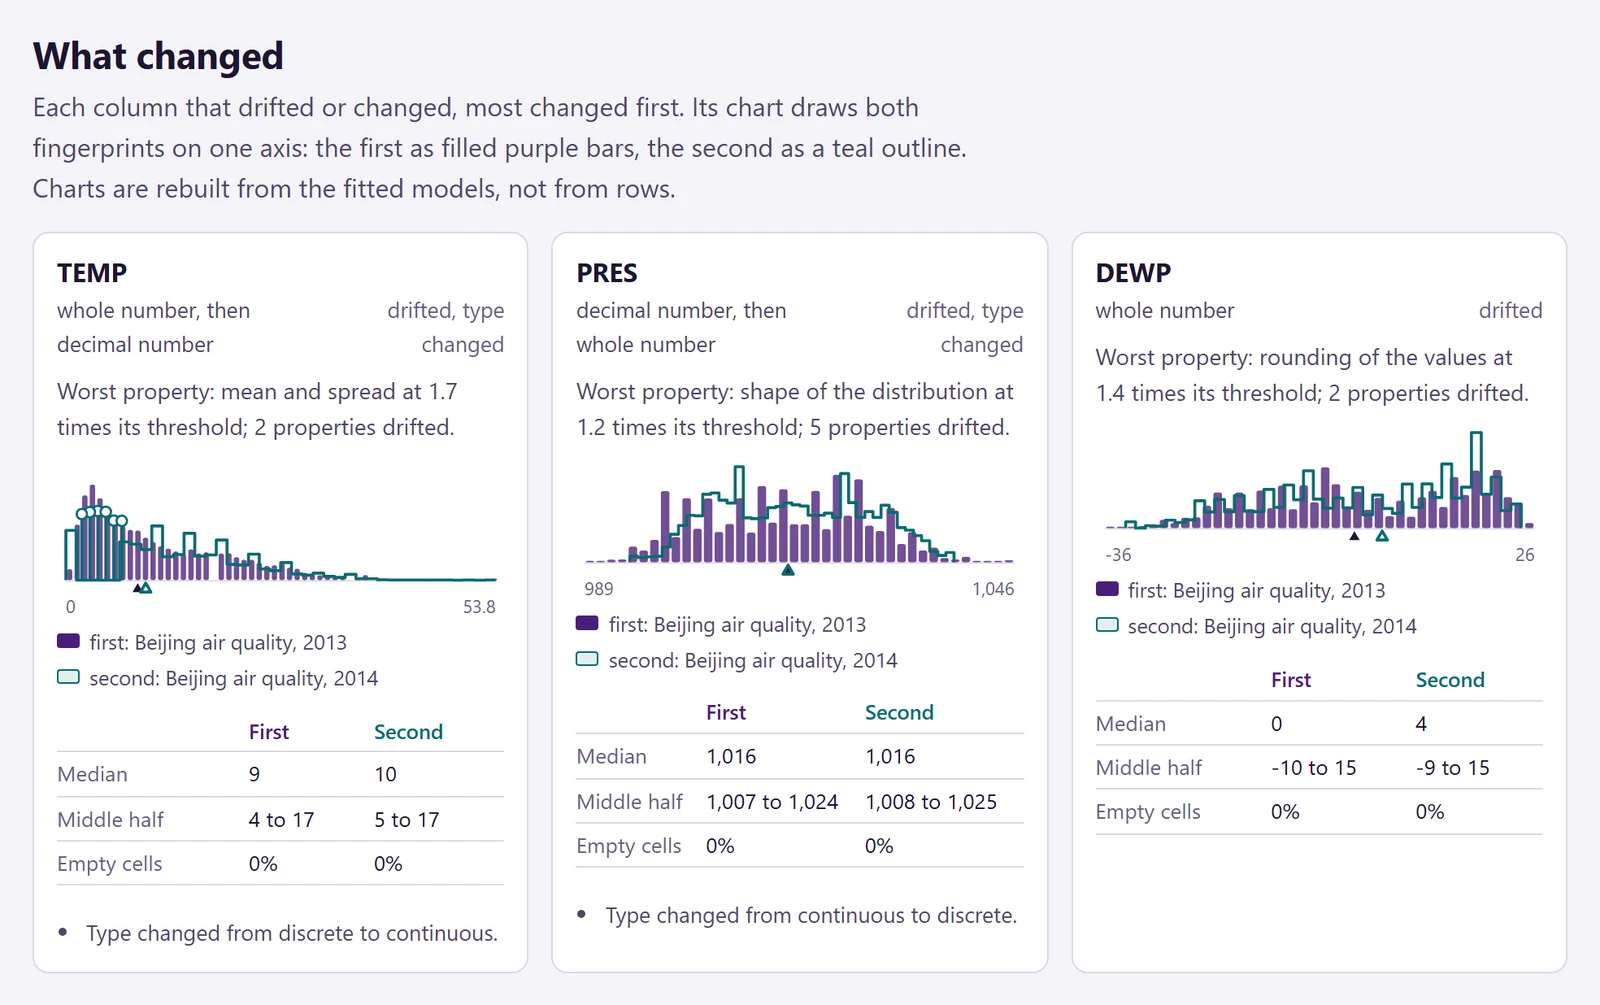 What changed
Each column that drifted or changed, most changed first. Its chart draws both
fingerprints on one axis: the first as filled purple bars, the second as a teal outline.
Charts are rebuilt from the fitted models, not from rows.
TEMP
whole number, then
decimal number
drifted, type
changed
Worst property: mean and spread at 1.7
times its threshold; 2 properties drifted.
0
53.8
first: Beijing air quality, 2013
second: Beijing air quality, 2014
First Second
Median 9 10
Middle half 4 to 17 5 to 17
Empty cells 0% 0%
• Type changed from discrete to continuous.
PRES
decimal number, then
whole number
drifted, type
changed
Worst property: shape of the distribution at
1.2 times its threshold; 5 properties drifted.
989
1,046
first: Beijing air quality, 2013
second: Beijing air quality, 2014
First Second
Median 1,016 1,016
Middle half 1,007 to 1,024 1,008 to 1,025
Empty cells 0% 0%
• Type changed from continuous to discrete.
DEWP
whole number
drifted
Worst property: rounding of the values at
1.4 times its threshold; 2 properties drifted.
-36
26
first: Beijing air quality, 2013
second: Beijing air quality, 2014
First Second
Median 0 4
Middle half -10 to 15 -9 to 15
Empty cells 0% 0%